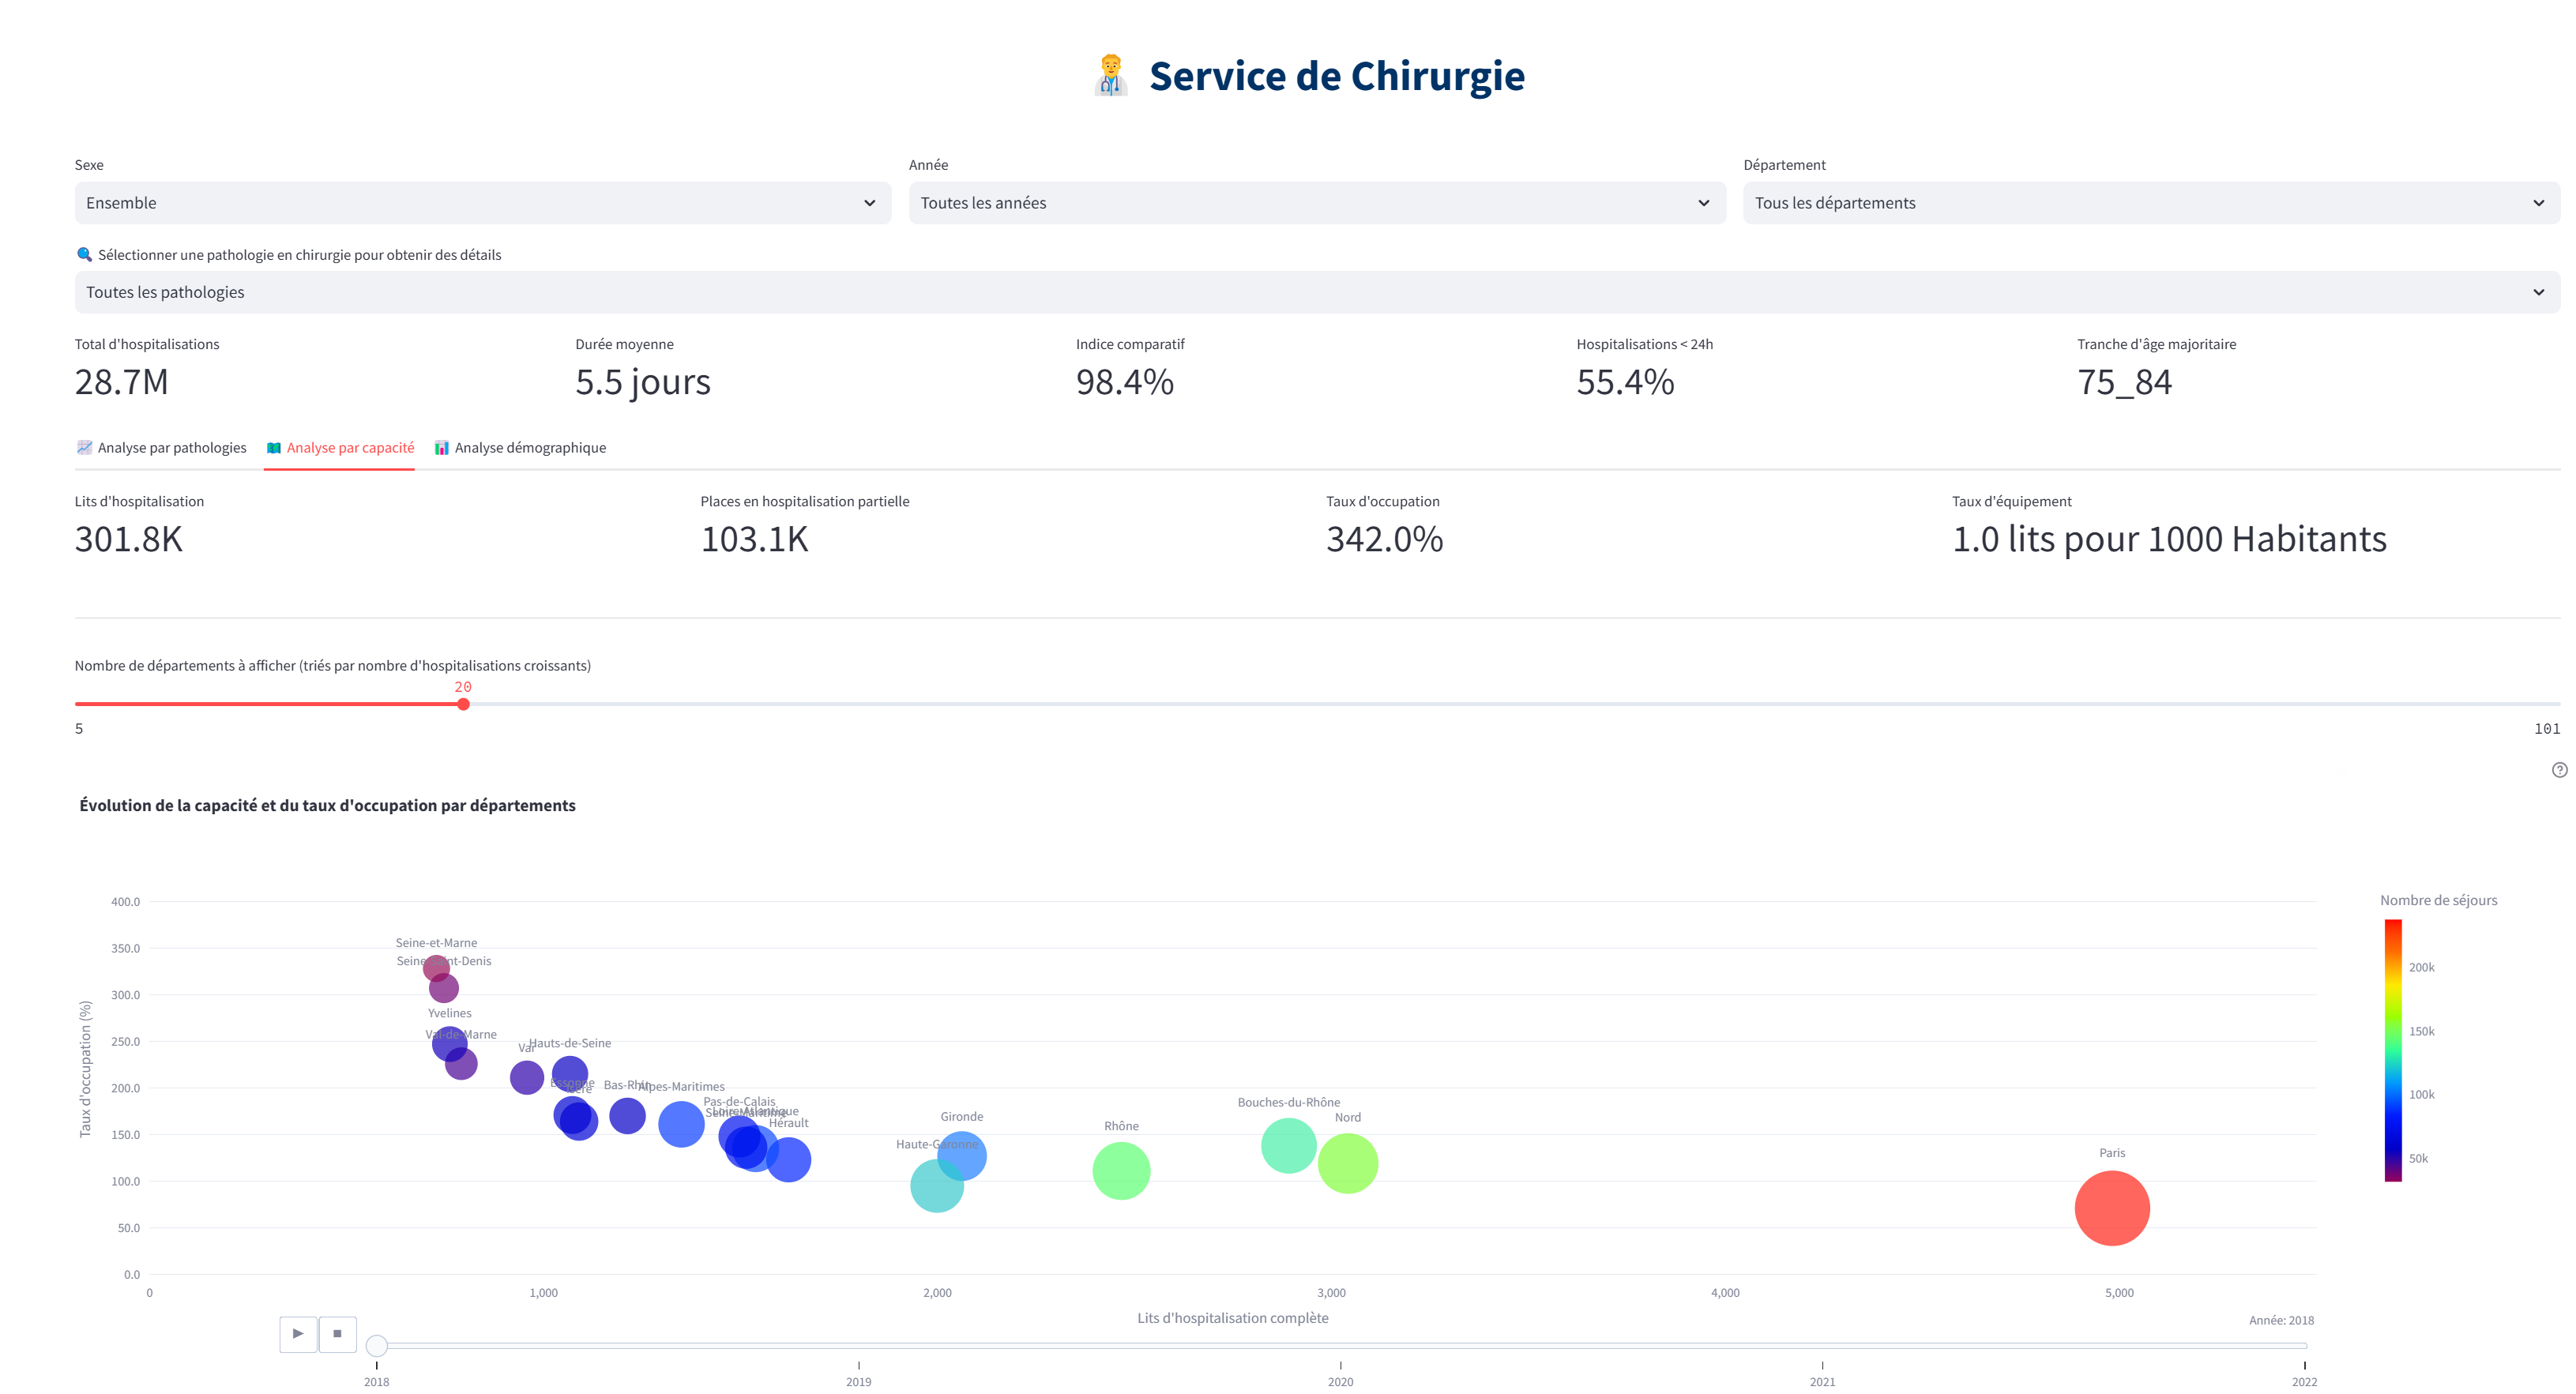 Service de Chirurgie
Sexe
Année
Département
Ensemble
Toutes les années
Tous les départements
Sélectionner une pathologie en chirurgie pour obtenir des détails
Toutes les pathologies
Total d'hospitalisations
Durée moyenne
Indice comparatif
Hospitalisations < 24h
Tranche d'âge majoritaire
28.7M
5.5 jours
98.4%
55.4%
75_84
Analyse par pathologies
Analyse par capacité
Analyse démographique
Lits d'hospitalisation
Places en hospitalisation partielle
Taux d'occupation
Taux d'équipement
301.8K
103.1K
342.0%
1.0 lits pour 1000 Habitants
Nombre de départements à afficher (triés par nombre d'hospitalisations croissants)
20
5
101
Évolution de la capacité et du taux d'occupation par départements
Nombre de séjours
200k
150k
100k
50k
Taux d'occupation (%)
400.0
350.0
300.0
250.0
200.0
150.0
100.0
50.0
0.0
Seine-et-Marne
Seine-Saint-Denis
Yvelines
Val-de-Marne
Var
Hauts-de-Seine
Essonne
Isère
Bas-Rhin
Alpes-Maritimes
Pas-de-Calais
Loire-Atlantique
Seine-Maritime
Hérault
Gironde
Haute-Garonne
Rhône
Bouches-du-Rhône
Nord
Paris
0
1,000
2,000
3,000
4,000
5,000
Lits d'hospitalisation complète
Année: 2018
2018
2019
2020
2021
2022